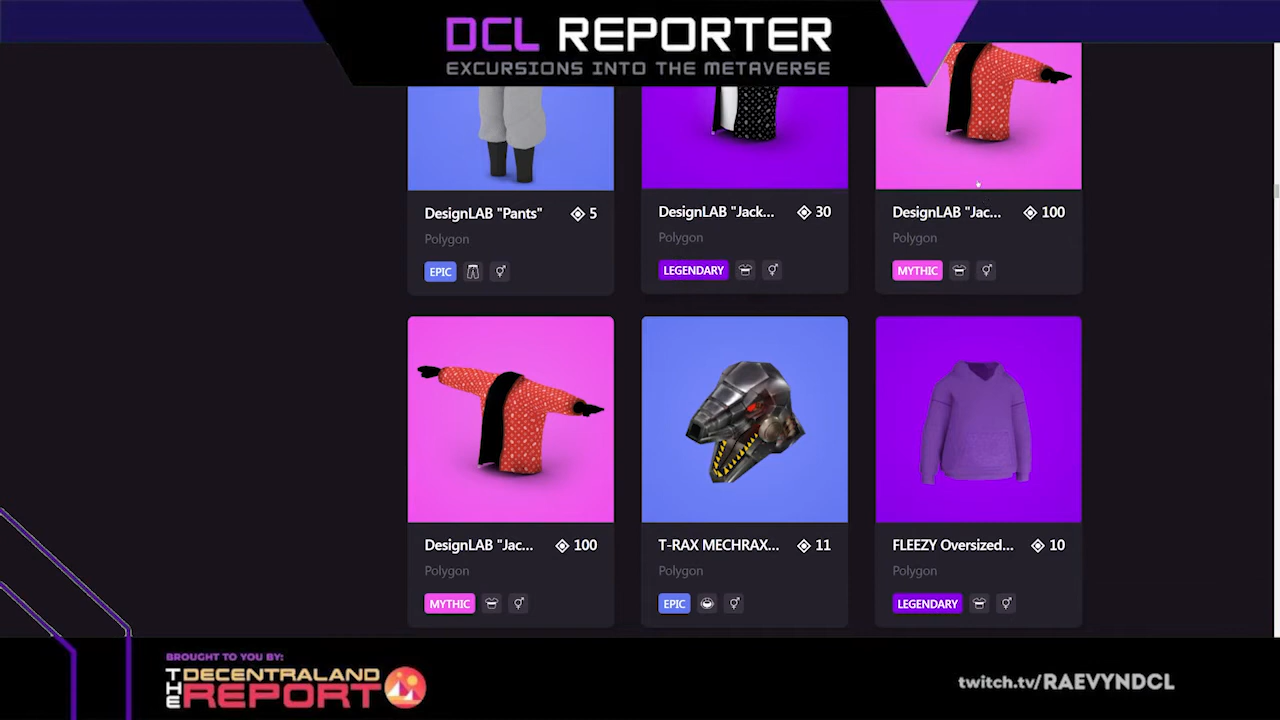 DCL REPORTER
EXCURSIONS INTO THE METAVERSE
DesignLAB "Pants" 5
Polygon
EPIC
DesignLAB "Jack... 30
Polygon
LEGENDARY
DesignLAB "Jac... 100
Polygon
MYTHIC
DesignLAB "Jac... 100
Polygon
MYTHIC
T-RAX MECHRAX... 11
Polygon
EPIC
FLEEZY Oversized... 10
Polygon
LEGENDARY
BROUGHT TO YOU BY:
THE DECENTRALAND
REPORT
twitch.tv/RAEVYNDCL